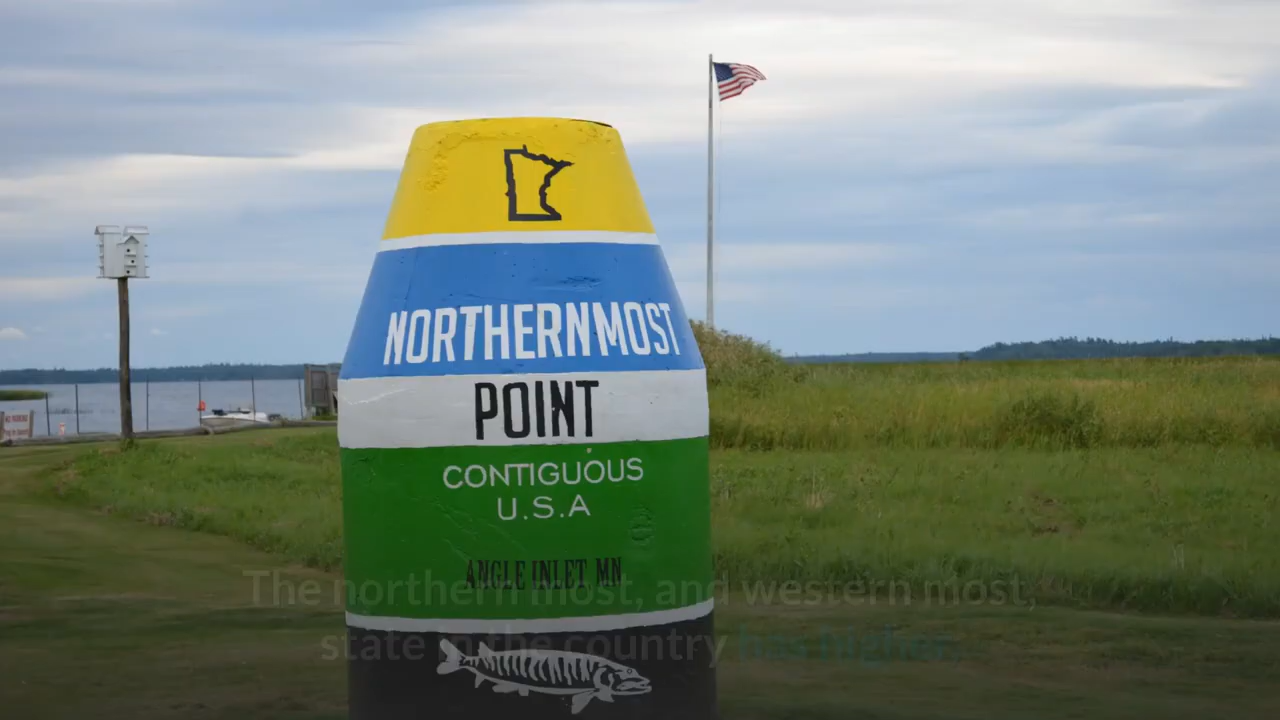 NORTHERNMOST
POINT
CONTIGUOUS
U.S.A
ANGLE INLET MN
The northern most, and western most,
state in the country has higher